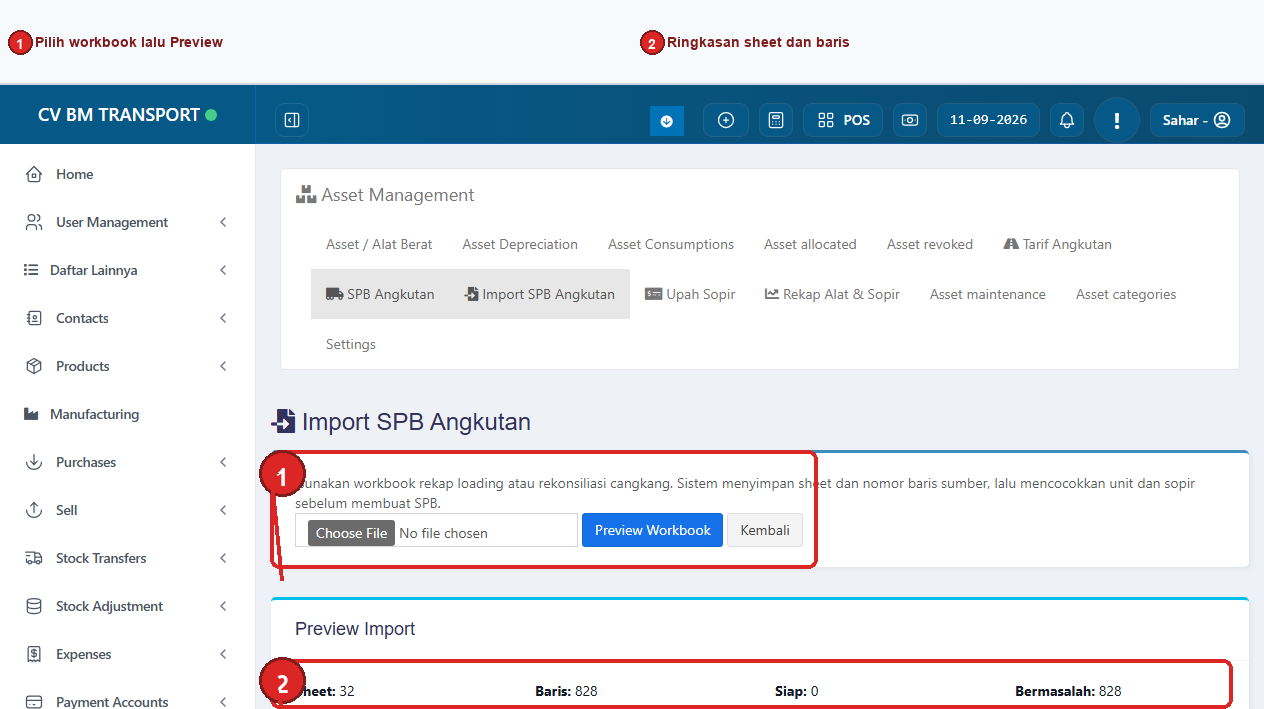 1 Pilih workbook lalu Preview
2 Ringkasan sheet dan baris
CV BM TRANSPORT
POS
11-09-2026
Sahar -
Home
User Management
Daftar Lainnya
Contacts
Products
Manufacturing
Purchases
Sell
Stock Transfers
Stock Adjustment
Expenses
Payment Accounts
Asset Management
Asset / Alat Berat
Asset Depreciation
Asset Consumptions
Asset allocated
Asset revoked
Tarif Angkutan
SPB Angkutan
Import SPB Angkutan
Upah Sopir
Rekap Alat & Sopir
Asset maintenance
Asset categories
Settings
Import SPB Angkutan
1
unakan workbook rekap loading atau rekonsiliasi cangkang. Sistem menyimpan sheet dan nomor baris sumber, lalu mencocokkan unit dan sopir
sebelum membuat SPB.
Choose File No file chosen
Preview Workbook
Kembali
Preview Import
2
heet: 32
Baris: 828
Siap: 0
Bermasalah: 828